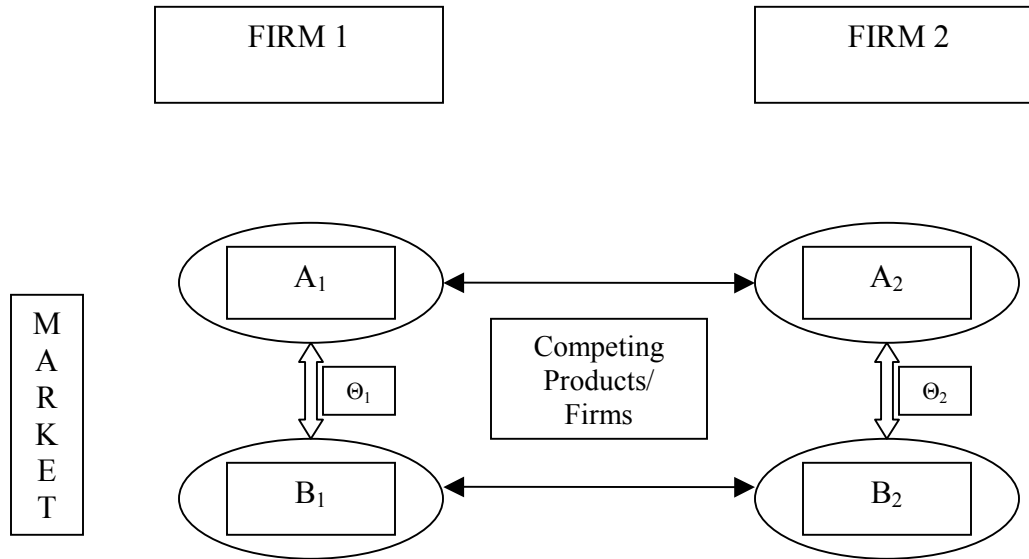 FIRM 1
FIRM 2
A₁
A₂
M
A
R
K
E
T
Competing
Products/
Firms
Θ₁
Θ₂
B₁
B₂